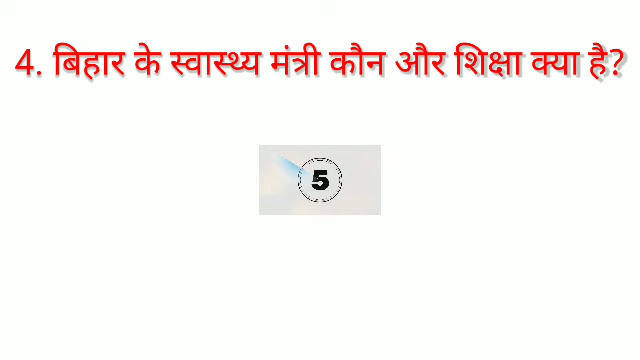 4. बिहार के स्वास्थ्य मंत्री कौन और शिक्षा क्या है?
5